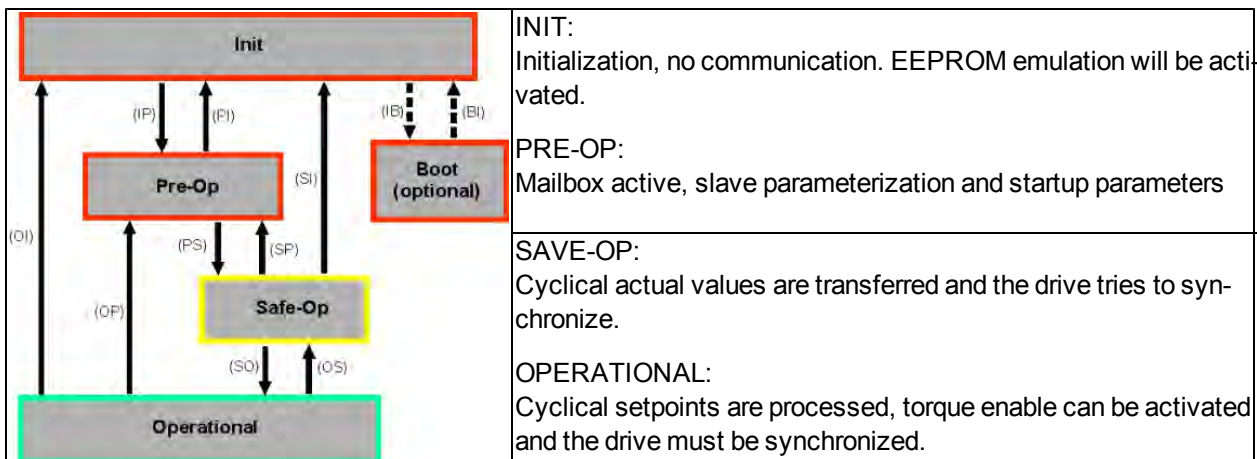 Init
(IP)
(PI)
(IB)
(BI)
Pre-Op
(SI)
Boot
(optional)
(OI)
(PS)
(SP)
(OP)
Safe-Op
(SO)
(OS)
Operational
INIT:
Initialization, no communication. EEPROM emulation will be acti-
vated.
PRE-OP:
Mailbox active, slave parameterization and startup parameters
SAVE-OP:
Cyclical actual values are transferred and the drive tries to syn-
chronize.
OPERATIONAL:
Cyclical setpoints are processed, torque enable can be activated
and the drive must be synchronized.